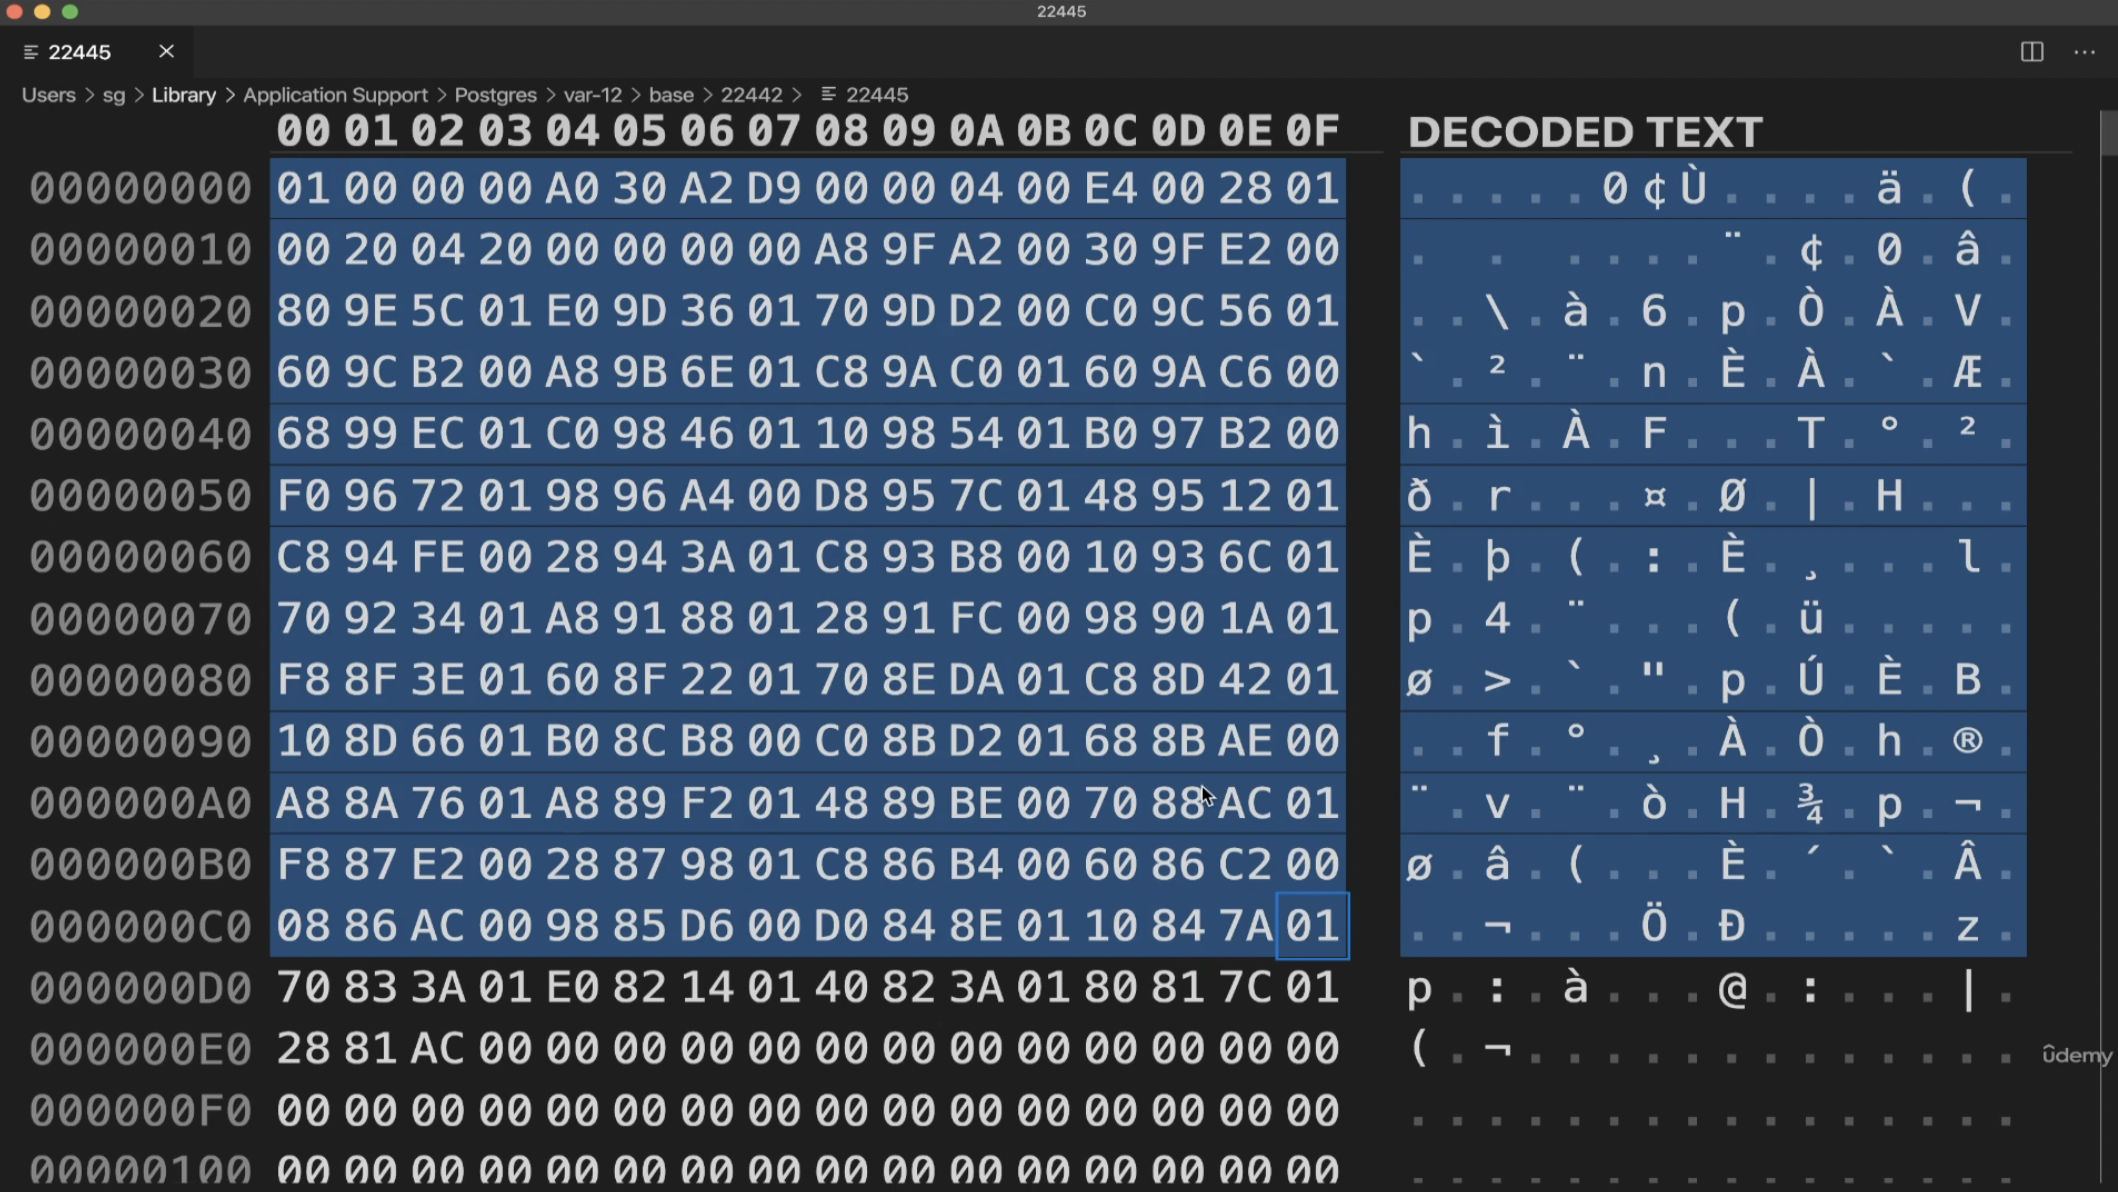 22445
22445
Users > sg > Library > Application Support > Postgres > var-12 > base > 22442 > 22445
00 01 02 03 04 05 06 07 08 09 0A 0B 0C 0D 0E 0F DECODED TEXT
00000000 01 00 00 00 A0 30 A2 D9 00 00 04 00 E4 00 28 01 . . . . . 0 ¢ Ù . . . . ä . ( .
00000010 00 20 04 20 00 00 00 00 A8 9F A2 00 30 9F E2 00 .   .   . . . . ¨ . ¢ . 0 . â .
00000020 80 9E 5C 01 E0 9D 36 01 70 9D D2 00 C0 9C 56 01 . . \ . à . 6 . p . Ò . À . V .
00000030 60 9C B2 00 A8 9B 6E 01 C8 9A C0 01 60 9A C6 00 ` . ² . ¨ . n . È . À . ` . Æ .
00000040 68 99 EC 01 C0 98 46 01 10 98 54 01 B0 97 B2 00 h . ì . À . F . . . T . ° . ² .
00000050 F0 96 72 01 98 96 A4 00 D8 95 7C 01 48 95 12 01 ð . r . . . ¤ . Ø . | . H . . .
00000060 C8 94 FE 00 28 94 3A 01 C8 93 B8 00 10 93 6C 01 È . þ . ( . : . È . ¸ . . . l .
00000070 70 92 34 01 A8 91 88 01 28 91 FC 00 98 90 1A 01 p . 4 . ¨ . . . ( . ü . . . . .
00000080 F8 8F 3E 01 60 8F 22 01 70 8E DA 01 C8 8D 42 01 ø . > . ` . " . p . Ú . È . B .
00000090 10 8D 66 01 B0 8C B8 00 C0 8B D2 01 68 8B AE 00 . . f . ° . ¸ . À . Ò . h . ® .
000000A0 A8 8A 76 01 A8 89 F2 01 48 89 BE 00 70 88 AC 01 ¨ . v . ¨ . ò . H . ¾ . p . ¬ .
000000B0 F8 87 E2 00 28 87 98 01 C8 86 B4 00 60 86 C2 00 ø . â . ( . . . È . ´ . ` . Â .
000000C0 08 86 AC 00 98 85 D6 00 D0 84 8E 01 10 84 7A 01 . . ¬ . . . Ö . Ð . . . . . z .
000000D0 70 83 3A 01 E0 82 14 01 40 82 3A 01 80 81 7C 01 p . : . à . . . @ . : . . . | .
000000E0 28 81 AC 00 00 00 00 00 00 00 00 00 00 00 00 00 ( . ¬ . . . . . . . . . . . . .
ûdemy
000000F0 00 00 00 00 00 00 00 00 00 00 00 00 00 00 00 00 . . . . . . . . . . . . . . . .
00000100 00 00 00 00 00 00 00 00 00 00 00 00 00 00 00 00 . . . . . . . . . . . . . . . .